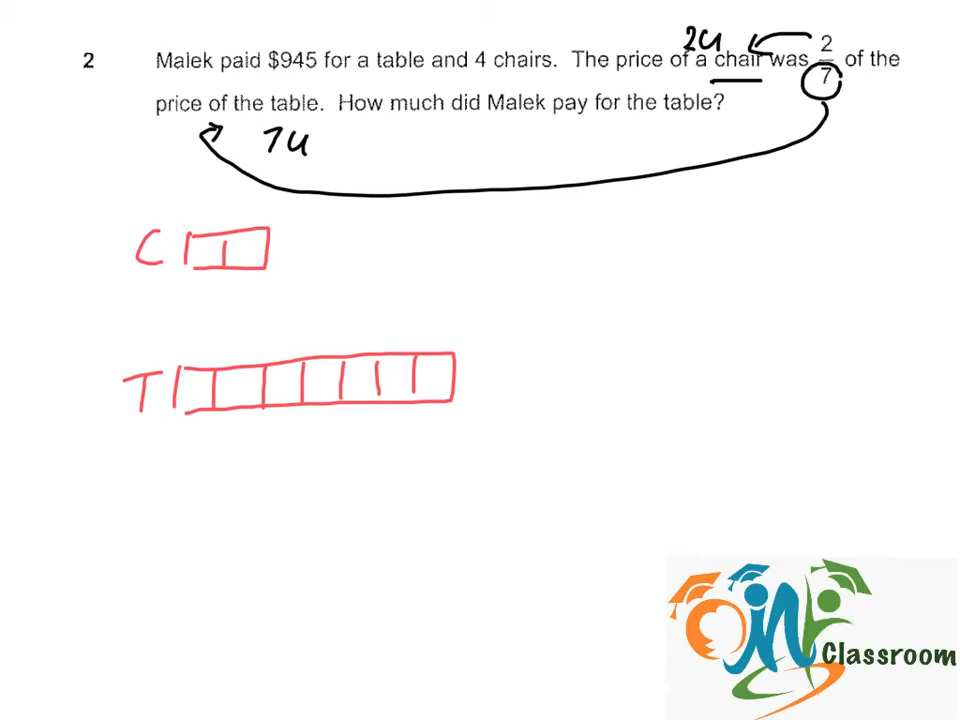 2u
2 Malek paid $945 for a table and 4 chairs. The price of a chair was 2/7 of the
price of the table. How much did Malek pay for the table?
7u
C
T
Classroom